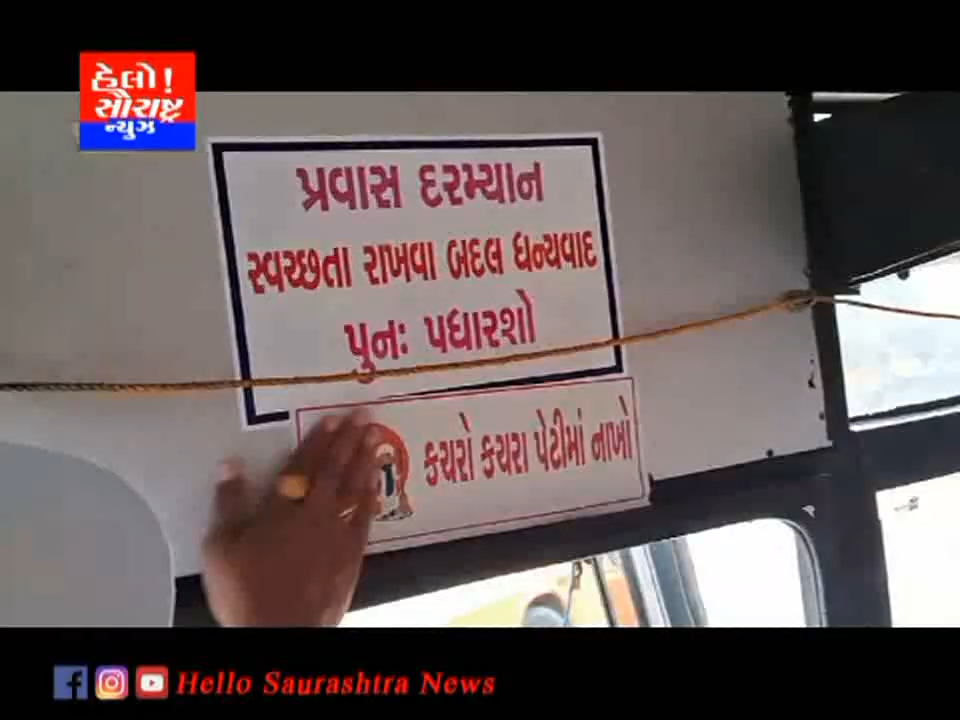 હેલો!
સૌરાષ્ટ્ર
ન્યુઝ
પ્રવાસ દરમ્યાન
સ્વચ્છતા રાખવા બદલ ધન્યવાદ
પુનઃ પધારશો
કચરો કચરા પેટીમાં નાખો
Hello Saurashtra News